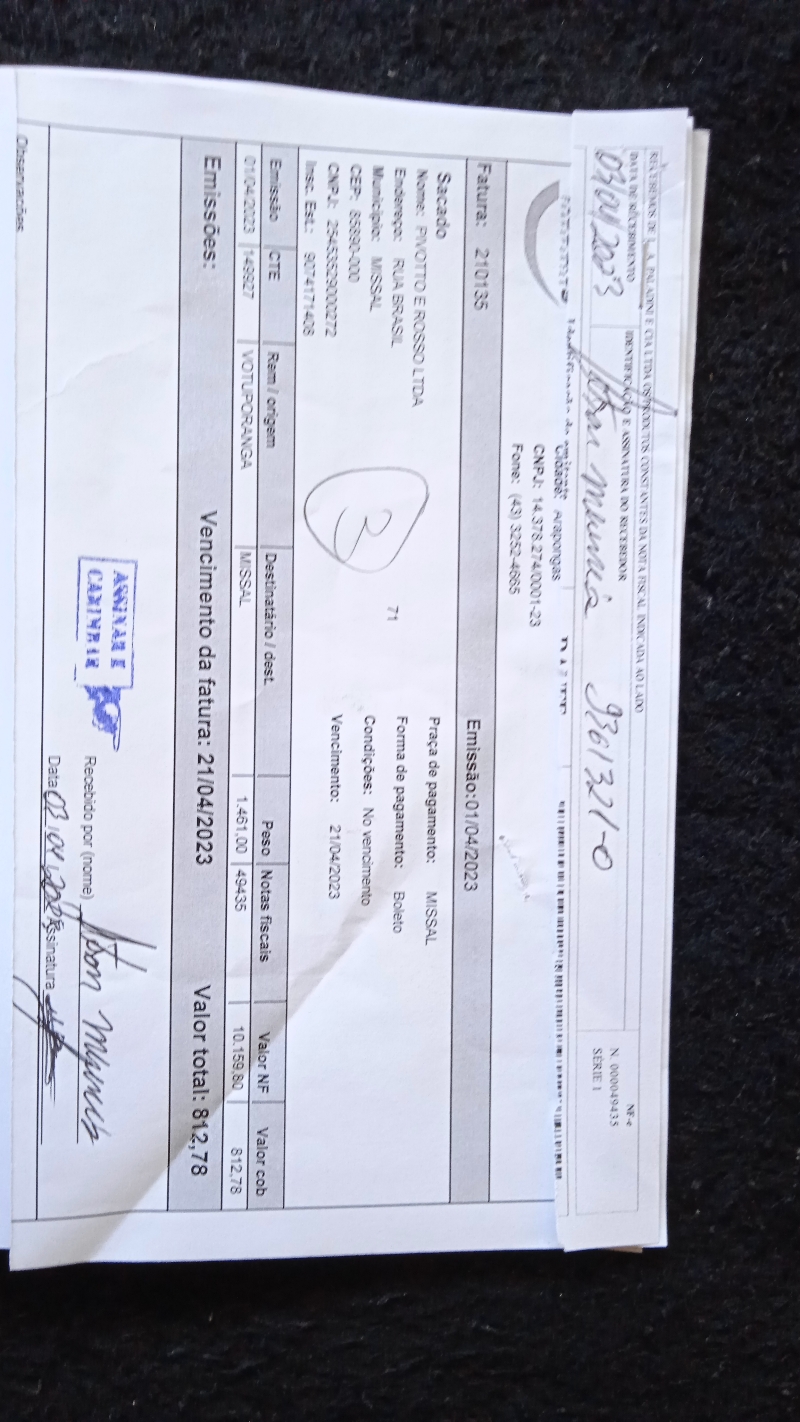 RECEBEMOS DE L. A. PALADINI E CIA LTDA OS PRODUTOS CONSTANTES DA NOTA FISCAL INDICADA AO LADO
DATA DE RECEBIMENTO
IDENTIFICAÇÃO E ASSINATURA DO RECEBEDOR
03/04/2023
9361321-0
NF-e
N. 000049435
SÉRIE 1
Cidade: Arapongas
CNPJ: 14.378.274/0001-23
Fone: (43) 3252-4665
Fatura: 210135
Emissão:01/04/2023
Sacado
Nome: PIVOTTO E ROSSO LTDA
Praça de pagamento: MISSAL
Endereço: RUA BRASIL
71
Forma de pagamento: Boleto
Município: MISSAL
Condições: No vencimento
CEP: 85890-000
Vencimento: 21/04/2023
CNPJ: 25453329000272
Insc. Est.: 9074171406
3
Emissão CTE Rem / origem Destinatário / dest. Peso Notas fiscais Valor NF Valor cob
01/04/2023 149927 VOTUPORANGA MISSAL 1.461,00 49435 10.159,80 812,78
Emissões: Vencimento da fatura: 21/04/2023 Valor total: 812,78
ASSINAR E
CARIMBAR
Recebido por (nome)
Data 03/04/2023 Assinatura
Observações